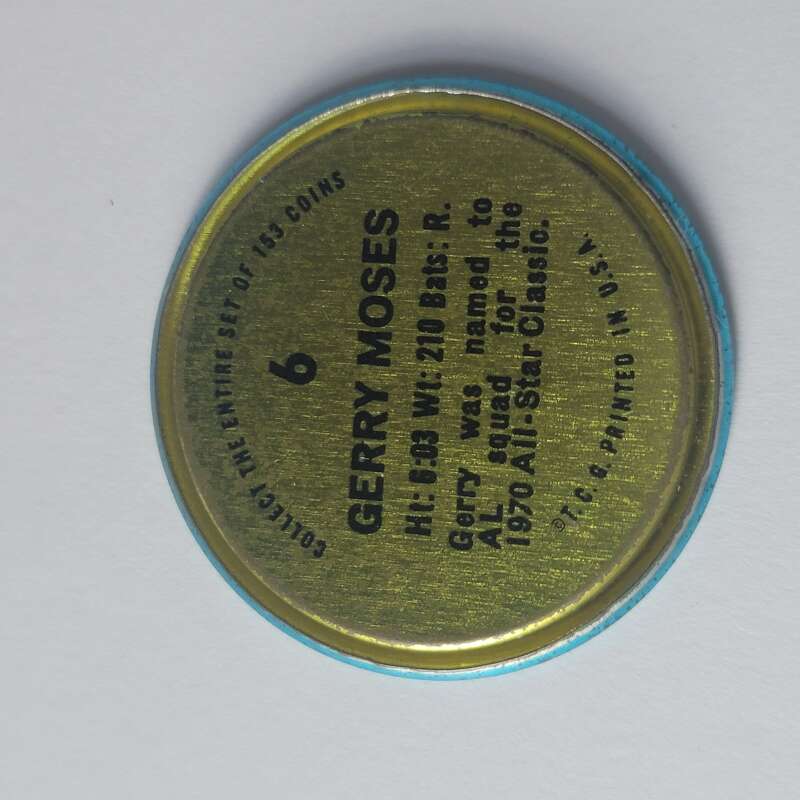 COLLECT THE ENTIRE SET OF 153 COINS
6
GERRY MOSES
Ht: 6:03 Wt: 210 Bats: R.
Gerry was named to
AL squad for the
1970 All-Star Classic.
© T. C. G. PRINTED IN U.S.A.